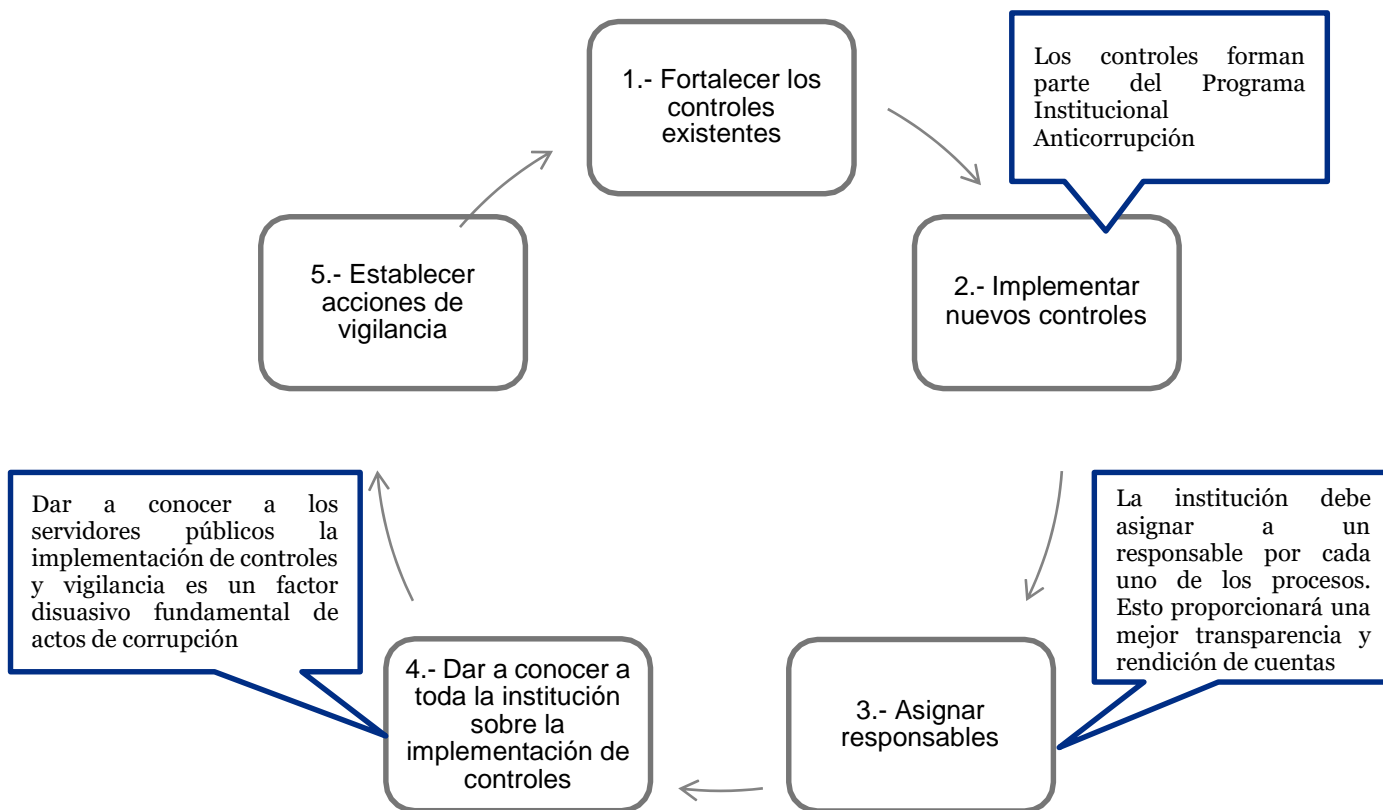 1.- Fortalecer los
controles
existentes
Los controles forman
parte del Programa
Institucional
Anticorrupción
2.- Implementar
nuevos controles
La institución debe
asignar a un
responsable por cada
uno de los procesos.
Esto proporcionará una
mejor transparencia y
rendición de cuentas
3.- Asignar
responsables
4.- Dar a conocer a
toda la institución
sobre la
implementación de
controles
Dar a conocer a los
servidores públicos la
implementación de controles
y vigilancia es un factor
disuasivo fundamental de
actos de corrupción
5.- Establecer
acciones de
vigilancia